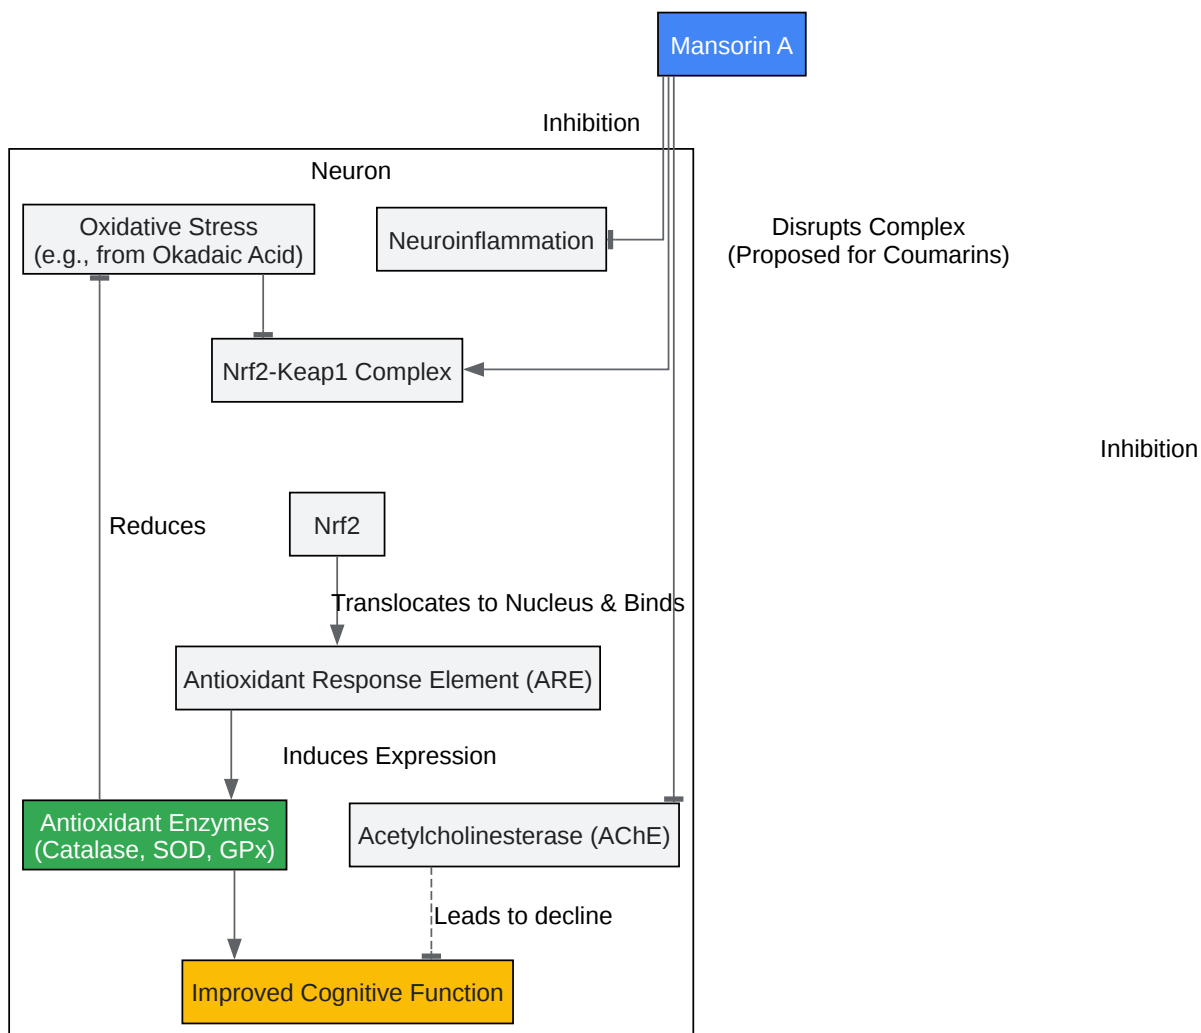 Mansorin A
Inhibition
Neuron
Oxidative Stress
(e.g., from Okadaic Acid)
Neuroinflammation
Disrupts Complex
(Proposed for Coumarins)
Nrf2-Keap1 Complex
Inhibition
Nrf2
Reduces
Translocates to Nucleus & Binds
Antioxidant Response Element (ARE)
Induces Expression
Antioxidant Enzymes
(Catalase, SOD, GPx)
Acetylcholinesterase (AChE)
Leads to decline
Improved Cognitive Function